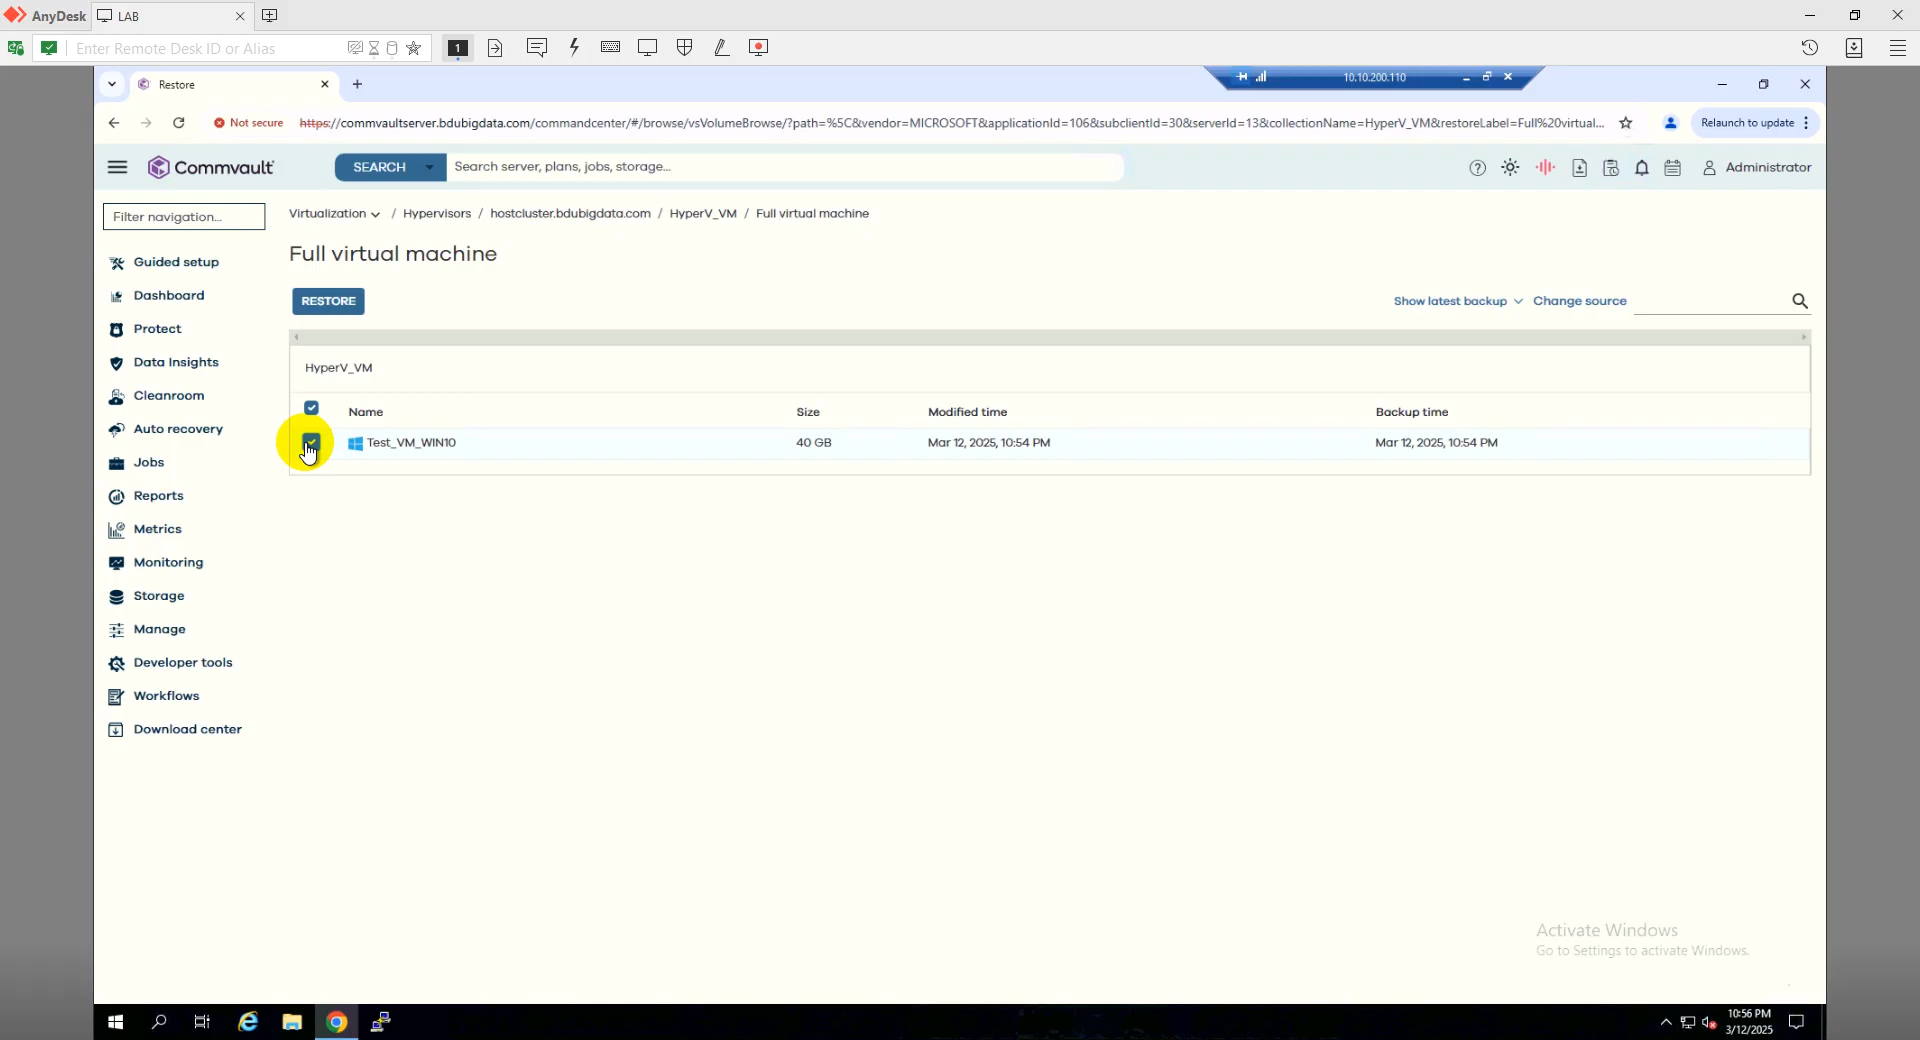 AnyDesk LAB
Enter Remote Desk ID or Alias 1
Restore 10.10.200.110
Not secure https://commvaultserver.bdubigdata.com/commandcenter/#/browse/vsVolumeBrowse/?path=%5C&vendor=MICROSOFT&applicationId=106&subclientId=30&serverId=13&collectionName=HyperV_VM&restoreLabel=Full%20virtual... Relaunch to update
Commvault SEARCH Search server, plans, jobs, storage... Administrator
Filter navigation...
Virtualization / Hypervisors / hostcluster.bdubigdata.com / HyperV_VM / Full virtual machine
Full virtual machine
Guided setup
Dashboard
Protect
Data Insights
Cleanroom
Auto recovery
Jobs
Reports
Metrics
Monitoring
Storage
Manage
Developer tools
Workflows
Download center
RESTORE Show latest backup Change source
HyperV_VM
Name Size Modified time Backup time
Test_VM_WIN10 40 GB Mar 12, 2025, 10:54 PM Mar 12, 2025, 10:54 PM
Activate Windows
Go to Settings to activate Windows.
10:56 PM
3/12/2025